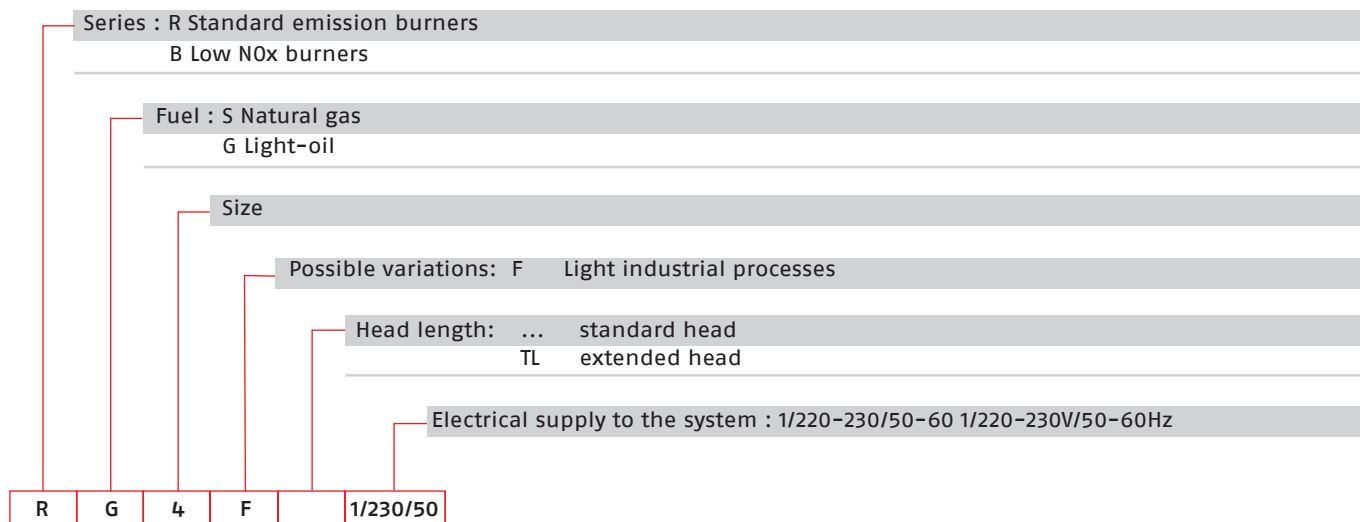 Series : R Standard emission burners
B Low N0x burners
Fuel : S Natural gas
G Light-oil
Size
Possible variations: F Light industrial processes
Head length: ... standard head
TL extended head
Electrical supply to the system : 1/220-230/50-60 1/220-230V/50-60Hz
R G 4 F 1/230/50